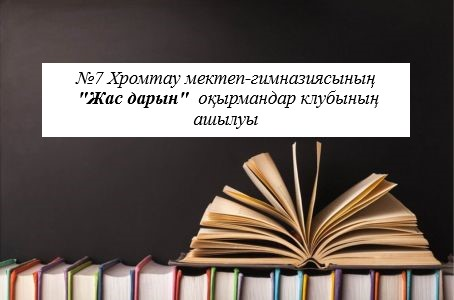 №7 Хромтау мектеп-гимназиясының
"Жас дарын" оқырмандар клубының
ашылуы